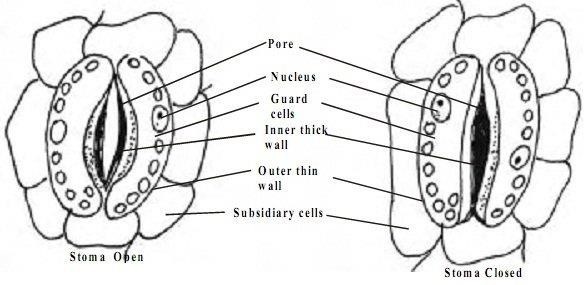 Pore
Nucleus
Guard
cells
Inner thick
wall
Outer thin
wall
Subsidiary cells
Stoma Open
Stoma Closed